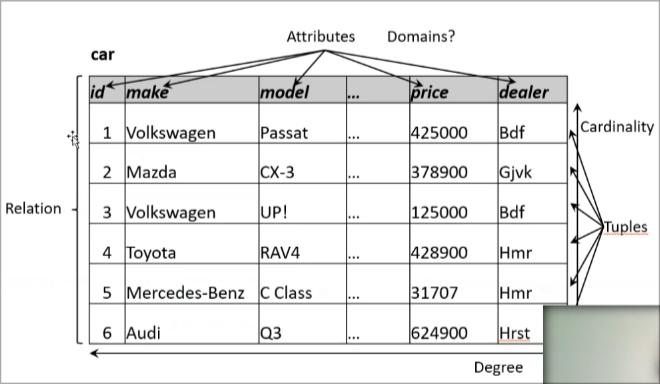 Attributes Domains?
car
id make model ... price dealer
1 Volkswagen Passat ... 425000 Bdf
Cardinality
2 Mazda CX-3 ... 378900 Gjvk
Relation
3 Volkswagen UP! ... 125000 Bdf
Tuples
4 Toyota RAV4 ... 428900 Hmr
5 Mercedes-Benz C Class ... 31707 Hmr
6 Audi Q3 ... 624900 Hrst
Degree